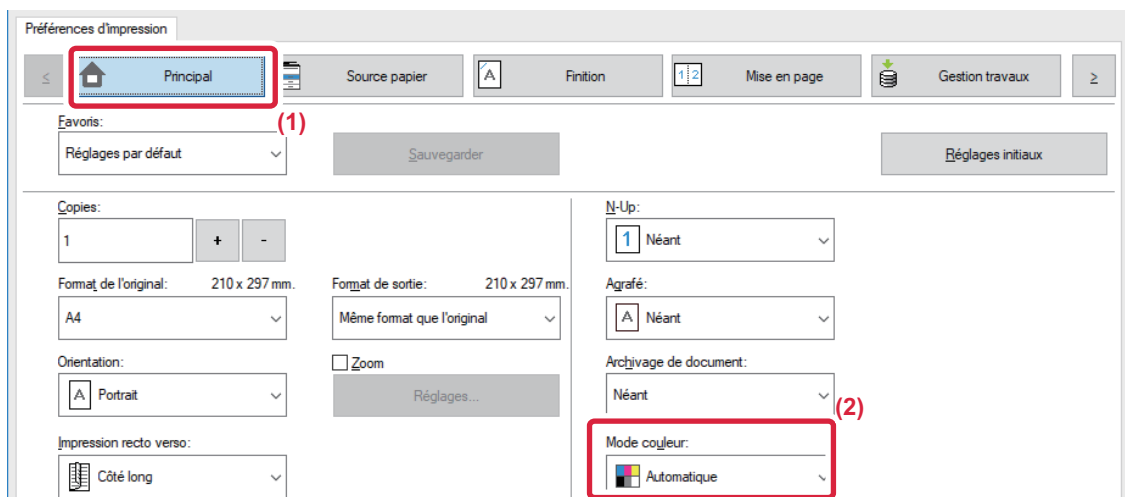 Préférences d'impression
≤ Principal Source papier A Finition 1 2 Mise en page Gestion travaux ≥
(1)
Favoris:
Réglages par défaut Sauvegarder Réglages initiaux
Copies: N-Up:
1 + - 1 Néant
Format de l'original: 210 x 297 mm. Format de sortie: 210 x 297 mm. Agrafé:
A4 Même format que l'original A Néant
Orientation: Zoom Archivage de document:
A Portrait Réglages... Néant
(2)
Impression recto verso: Mode couleur:
Côté long Automatique